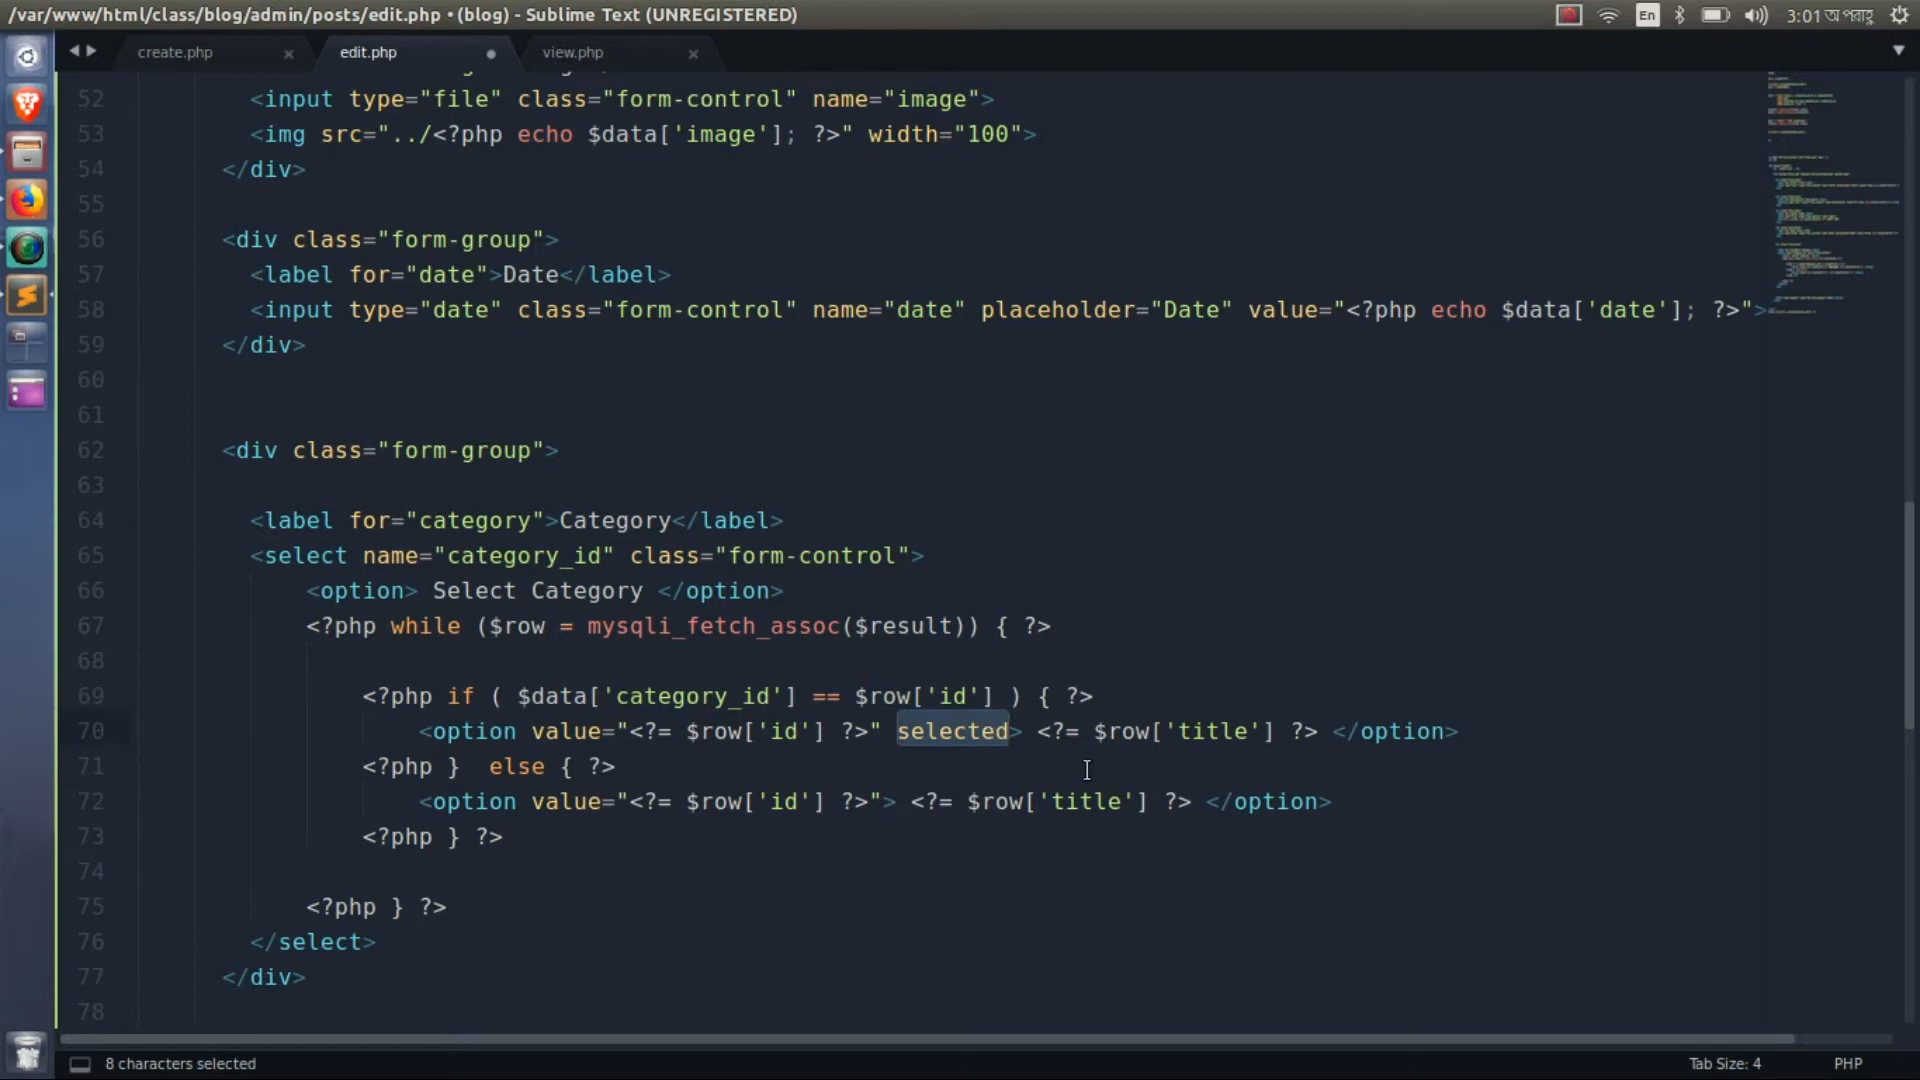 /var/www/html/class/blog/admin/posts/edit.php • (blog) - Sublime Text (UNREGISTERED)
En
3:01 অপরাহ্ণ
create.php
edit.php
view.php
52 <input type="file" class="form-control" name="image">
53 <img src="../<?php echo $data['image']; ?>" width="100">
54 </div>
55
56 <div class="form-group">
57 <label for="date">Date</label>
58 <input type="date" class="form-control" name="date" placeholder="Date" value="<?php echo $data['date']; ?>">
59 </div>
60
61
62 <div class="form-group">
63
64 <label for="category">Category</label>
65 <select name="category_id" class="form-control">
66 <option> Select Category </option>
67 <?php while ($row = mysqli_fetch_assoc($result)) { ?>
68
69 <?php if ( $data['category_id'] == $row['id'] ) { ?>
70 <option value="<?= $row['id'] ?>" selected> <?= $row['title'] ?> </option>
71 <?php }  else { ?>
72 <option value="<?= $row['id'] ?>"> <?= $row['title'] ?> </option>
73 <?php } ?>
74
75 <?php } ?>
76 </select>
77 </div>
78
8 characters selected
Tab Size: 4
PHP